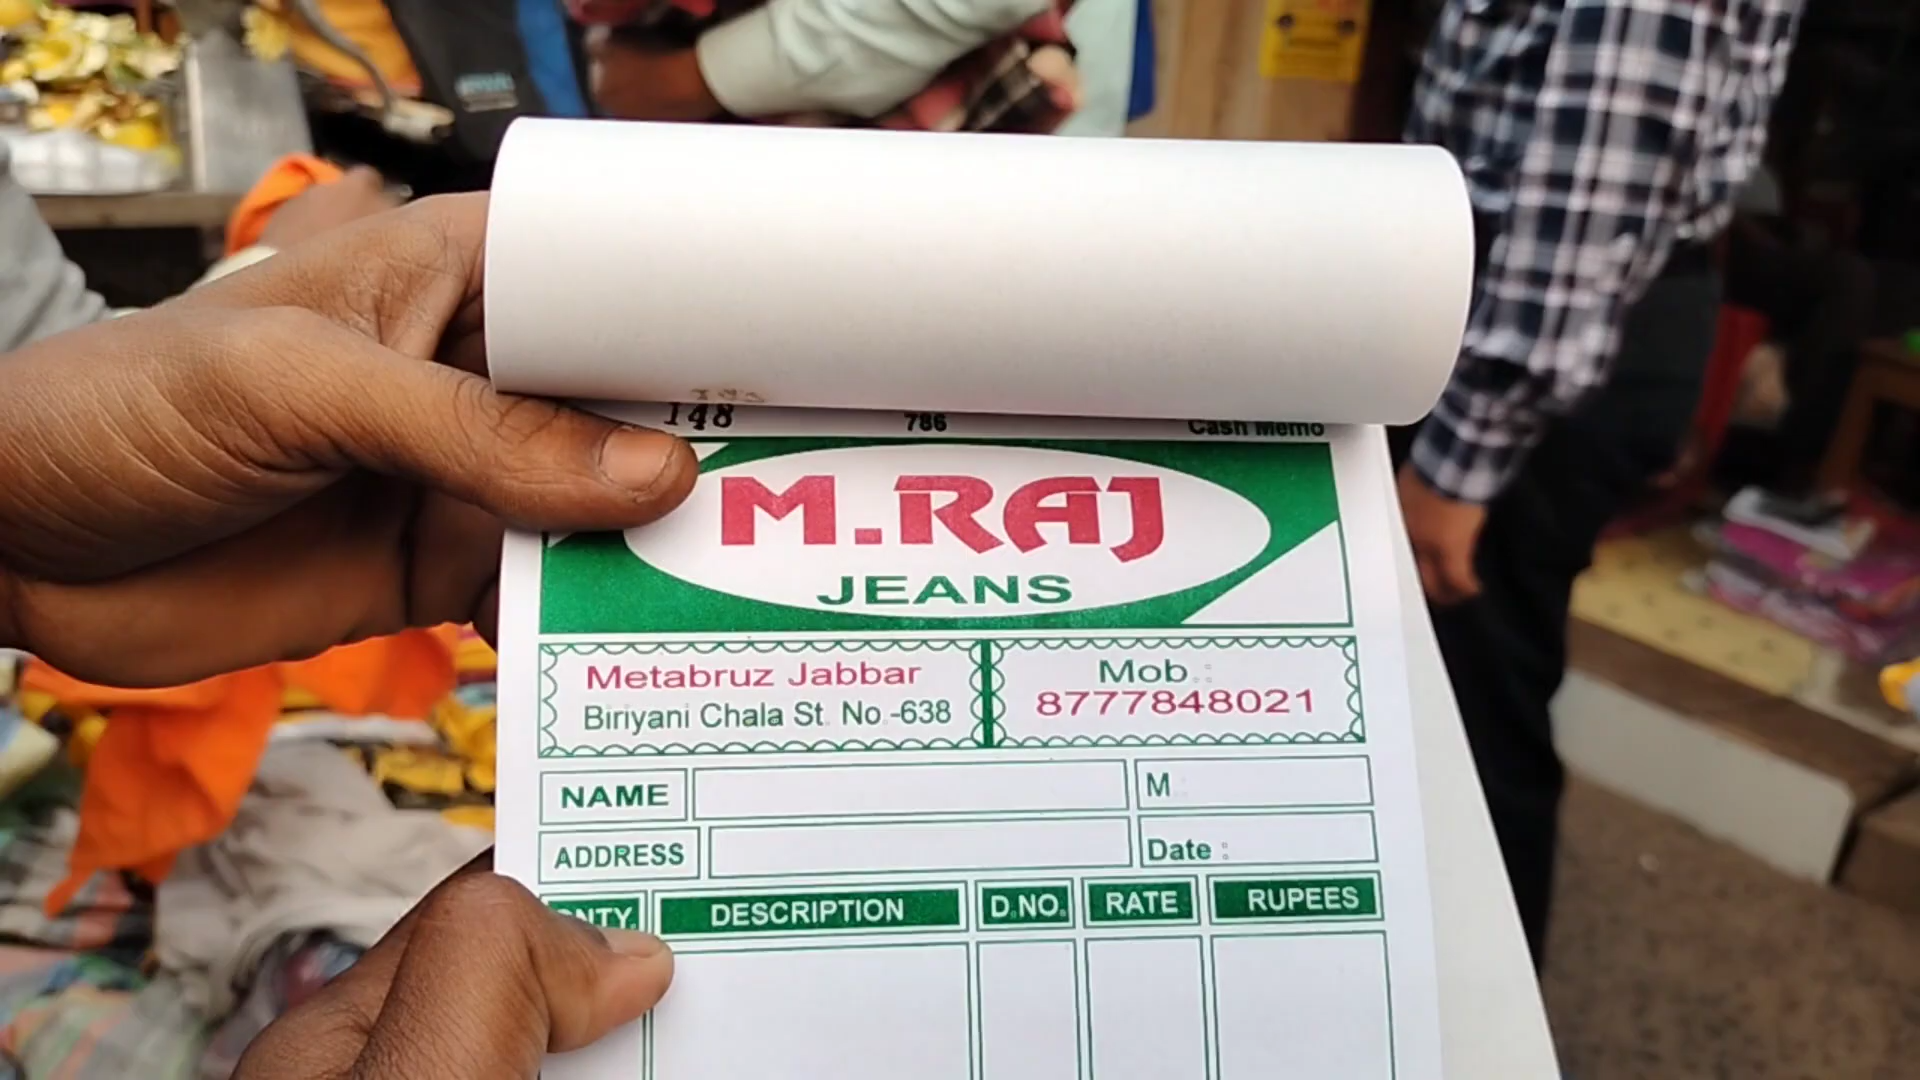 148 786 Cash Memo
M.RAJ
JEANS
Metabruz Jabbar
Biriyani Chala St. No.-638
Mob :
8777848021
NAME
M
ADDRESS
Date :
QNTY. DESCRIPTION D.NO. RATE RUPEES